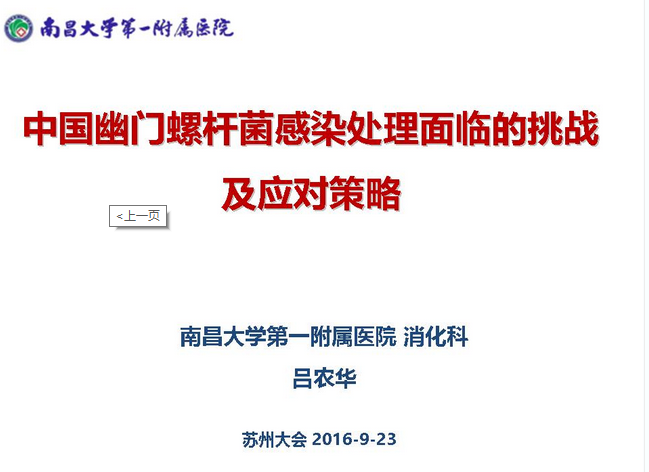 南昌大学第一附属医院
中国幽门螺杆菌感染处理面临的挑战
及应对策略
<上一页
南昌大学第一附属医院 消化科
吕农华
苏州大会 2016-9-23